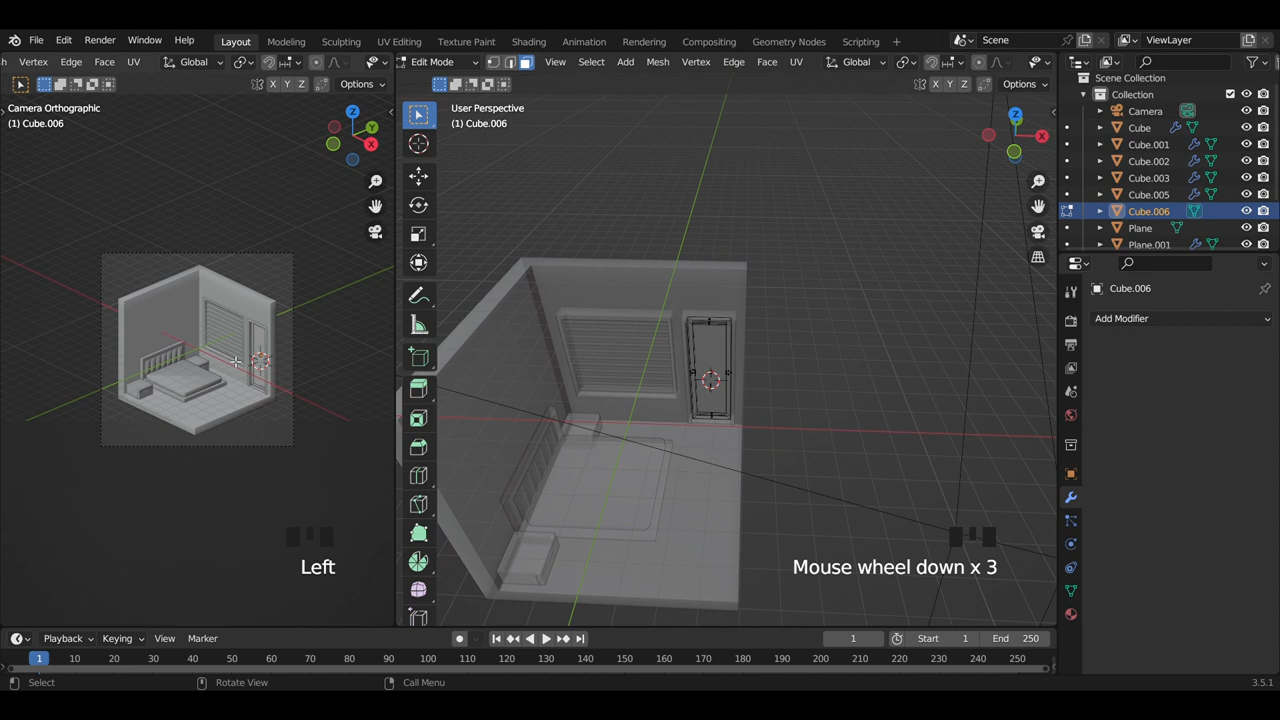 File Edit Render Window Help Layout Modeling Sculpting UV Editing Texture Paint Shading Animation Rendering Compositing Geometry Nodes Scripting + Scene ViewLayer
Vertex Edge Face UV Global Options Edit Mode View Select Add Mesh Vertex Edge Face UV Global Options
X Y Z Options X Y Z Options
Scene Collection
Collection
Camera
Cube
Cube.001
Cube.002
Cube.003
Cube.005
Cube.006
Plane
Plane.001
Camera Orthographic
(1) Cube.006
Z
Y
X
User Perspective
(1) Cube.006
Z
X
Cube.006
Add Modifier
Left
Mouse wheel down x 3
Playback Keying View Marker 1 Start 1 End 250
1 10 20 30 40 50 60 70 80 90 100 110 120 130 140 150 160 170 180 190 200 210 220 230 240 250
Select Rotate View Call Menu 3.5.1